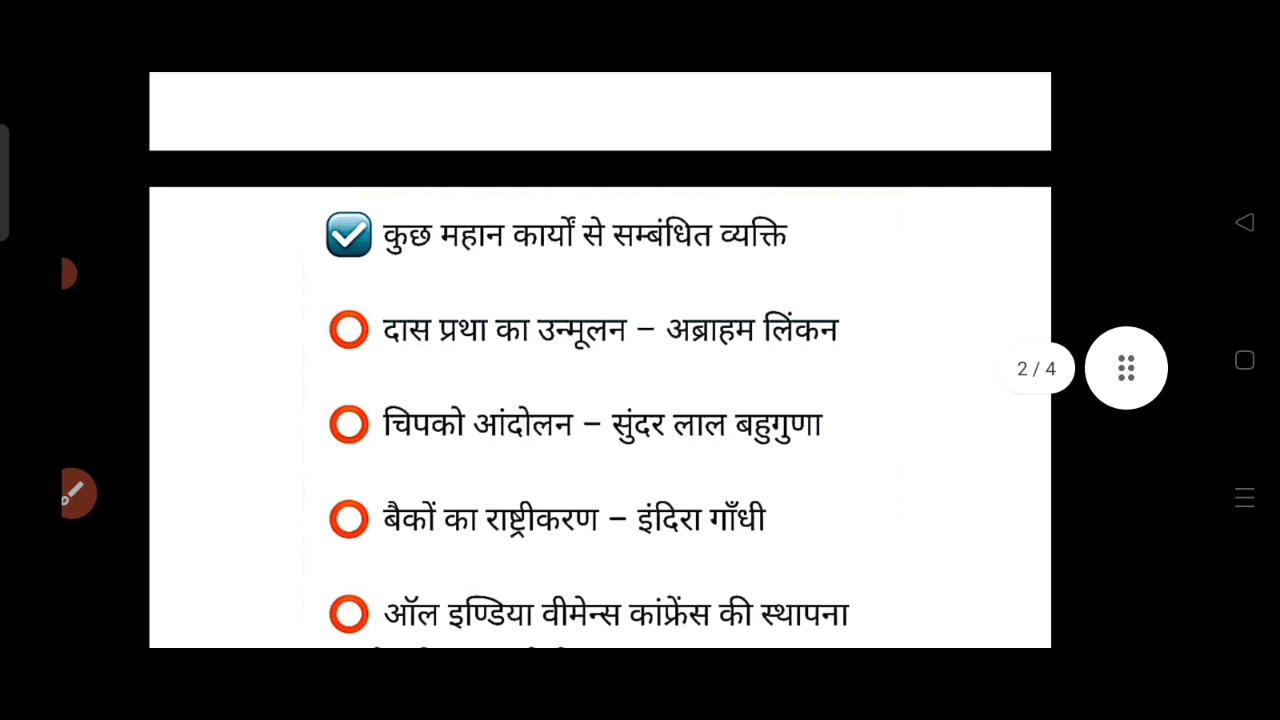 कुछ महान कार्यों से सम्बंधित व्यक्ति
दास प्रथा का उन्मूलन – अब्राहम लिंकन
चिपको आंदोलन – सुंदर लाल बहुगुणा
2 / 4
बैकों का राष्ट्रीकरण – इंदिरा गाँधी
ऑल इण्डिया वीमेन्स कांफ्रेंस की स्थापना